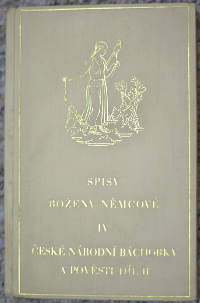 SPISY
BOŽENY NĚMCOVÉ
IV
ČESKÉ NÁRODNÍ BÁCHORKY
A POVĚSTI DÍL II